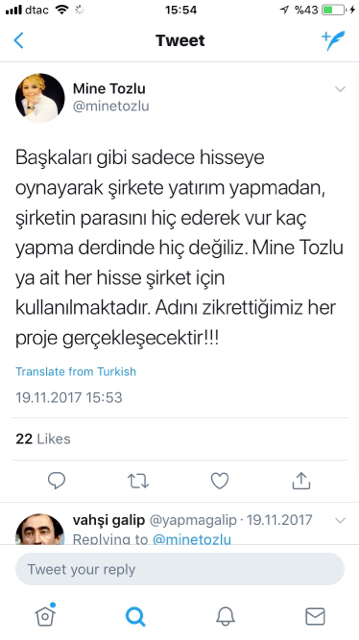 dtac 15:54 %43
Tweet
Mine Tozlu
@minetozlu
Başkaları gibi sadece hisseye
oynayarak şirkete yatırım yapmadan,
şirketin parasını hiç ederek vur kaç
yapma derdinde hiç değiliz. Mine Tozlu
ya ait her hisse şirket için
kullanılmaktadır. Adını zikrettiğimiz her
proje gerçekleşecektir!!!
Translate from Turkish
19.11.2017 15:53
22 Likes
vahşi galip @yapmagalip · 19.11.2017
Replying to @minetozlu
Tweet your reply